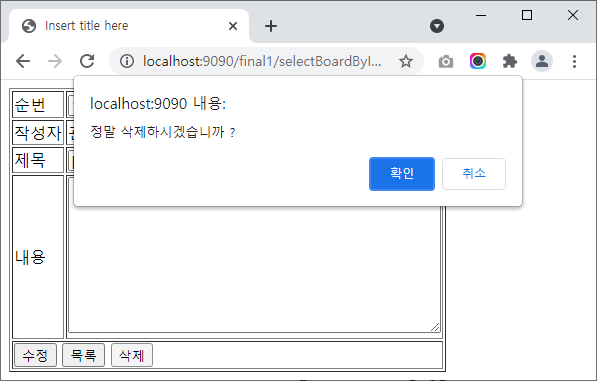 Insert title here
localhost:9090/final1/selectBoardByI...
localhost:9090 내용:
정말 삭제하시겠습니까 ?
확인 취소
순번
작성자
제목
내용
수정 목록 삭제